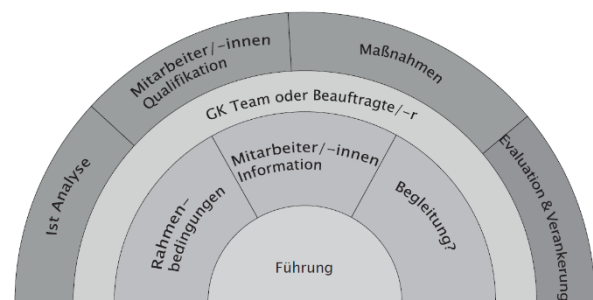 Ist Analyse
Mitarbeiter/-innen
Qualifikation
Maßnahmen
Evaluation & Verankerung
GK Team oder Beauftragte/-r
Rahmen-
bedingungen
Mitarbeiter/-innen
Information
Begleitung?
Führung